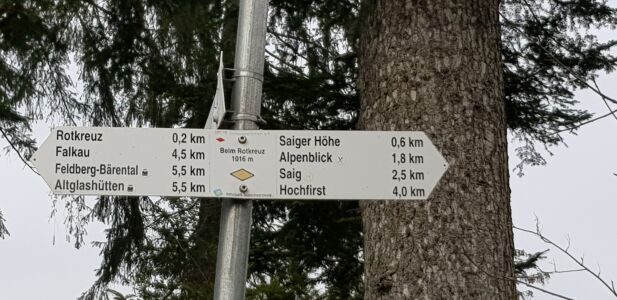 Rotkreuz 0,2 km
Falkau 4,5 km
Feldberg-Bärental 5,5 km
Altglashütten 5,5 km
Beim Rotkreuz
1016 m
Saiger Höhe 0,6 km
Alpenblick 1,8 km
Saig 2,5 km
Hochfirst 4,0 km